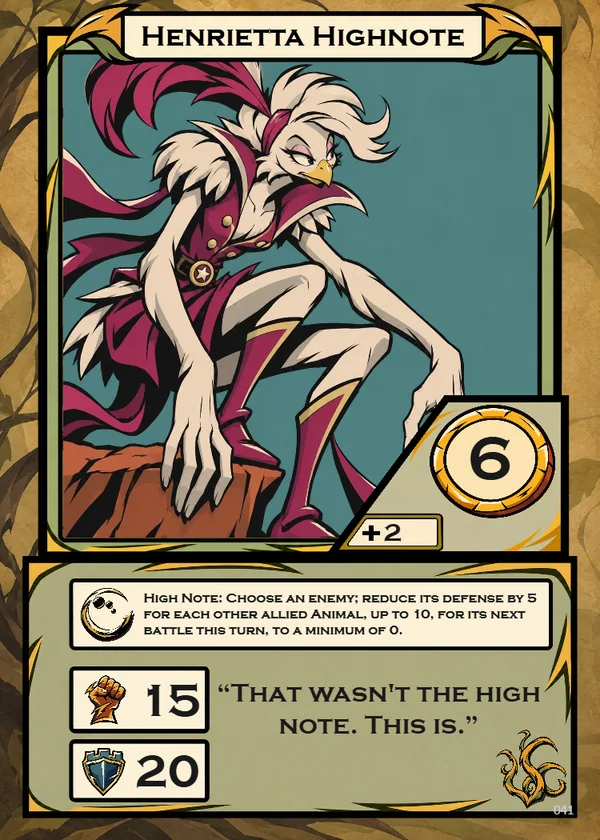 Henrietta Highnote
6
+2
High Note: Choose an enemy; reduce its defense by 5
for each other allied Animal, up to 10, for its next
battle this turn, to a minimum of 0.
15
“That wasn't the high
note. This is.”
20
041